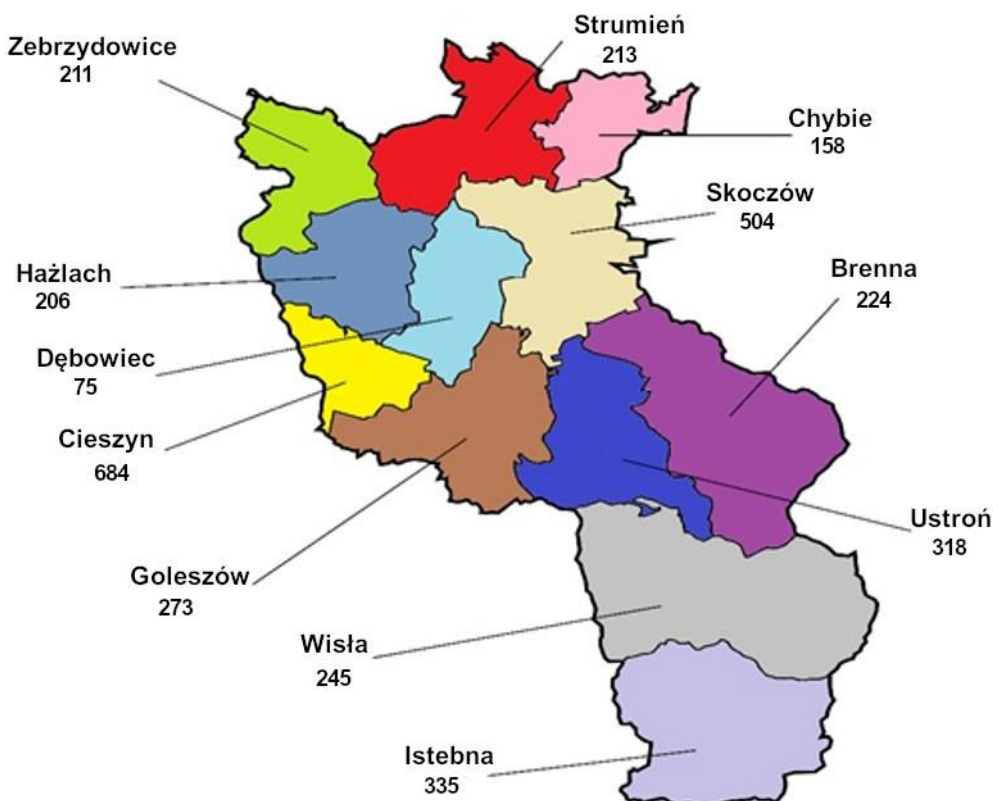 Strumień
213
Zebrzydowice
211
Chybie
158
Skoczów
504
Hażlach
206
Brenna
224
Dębowiec
75
Cieszyn
684
Ustroń
318
Goleszów
273
Wisła
245
Istebna
335